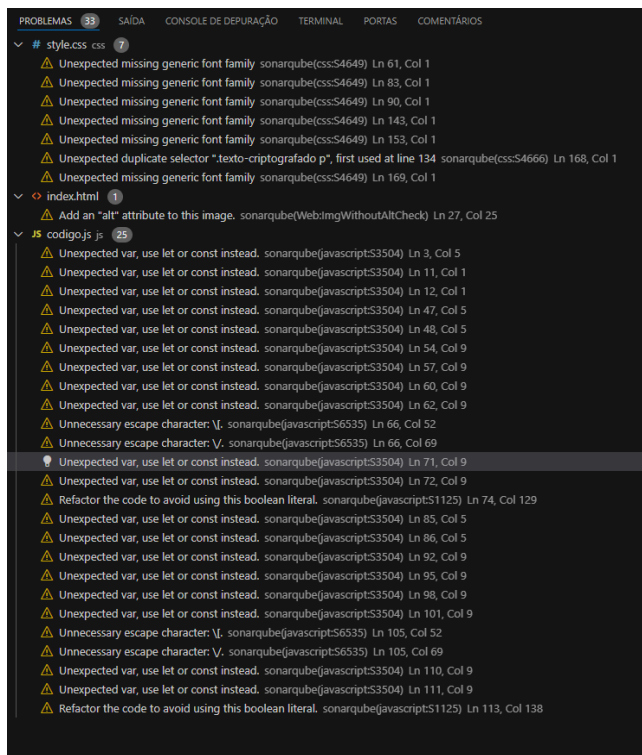 PROBLEMAS 33 SAÍDA CONSOLE DE DEPURAÇÃO TERMINAL PORTAS COMENTÁRIOS
# style.css css 7
Unexpected missing generic font family sonarqube(css:S4649) Ln 61, Col 1
Unexpected missing generic font family sonarqube(css:S4649) Ln 83, Col 1
Unexpected missing generic font family sonarqube(css:S4649) Ln 90, Col 1
Unexpected missing generic font family sonarqube(css:S4649) Ln 143, Col 1
Unexpected missing generic font family sonarqube(css:S4649) Ln 153, Col 1
Unexpected duplicate selector ".texto-criptografado p", first used at line 134 sonarqube(css:S4666) Ln 168, Col 1
Unexpected missing generic font family sonarqube(css:S4649) Ln 169, Col 1
<> index.html 1
Add an "alt" attribute to this image. sonarqube(Web:ImgWithoutAltCheck) Ln 27, Col 25
JS codigo.js js 25
Unexpected var, use let or const instead. sonarqube(javascript:S3504) Ln 3, Col 5
Unexpected var, use let or const instead. sonarqube(javascript:S3504) Ln 11, Col 1
Unexpected var, use let or const instead. sonarqube(javascript:S3504) Ln 12, Col 1
Unexpected var, use let or const instead. sonarqube(javascript:S3504) Ln 47, Col 5
Unexpected var, use let or const instead. sonarqube(javascript:S3504) Ln 48, Col 5
Unexpected var, use let or const instead. sonarqube(javascript:S3504) Ln 54, Col 9
Unexpected var, use let or const instead. sonarqube(javascript:S3504) Ln 57, Col 9
Unexpected var, use let or const instead. sonarqube(javascript:S3504) Ln 60, Col 9
Unexpected var, use let or const instead. sonarqube(javascript:S3504) Ln 62, Col 9
Unnecessary escape character: \[. sonarqube(javascript:S6535) Ln 66, Col 52
Unnecessary escape character: \/. sonarqube(javascript:S6535) Ln 66, Col 69
Unexpected var, use let or const instead. sonarqube(javascript:S3504) Ln 71, Col 9
Unexpected var, use let or const instead. sonarqube(javascript:S3504) Ln 72, Col 9
Refactor the code to avoid using this boolean literal. sonarqube(javascript:S1125) Ln 74, Col 129
Unexpected var, use let or const instead. sonarqube(javascript:S3504) Ln 85, Col 5
Unexpected var, use let or const instead. sonarqube(javascript:S3504) Ln 86, Col 5
Unexpected var, use let or const instead. sonarqube(javascript:S3504) Ln 92, Col 9
Unexpected var, use let or const instead. sonarqube(javascript:S3504) Ln 95, Col 9
Unexpected var, use let or const instead. sonarqube(javascript:S3504) Ln 98, Col 9
Unexpected var, use let or const instead. sonarqube(javascript:S3504) Ln 101, Col 9
Unnecessary escape character: \[. sonarqube(javascript:S6535) Ln 105, Col 52
Unnecessary escape character: \/. sonarqube(javascript:S6535) Ln 105, Col 69
Unexpected var, use let or const instead. sonarqube(javascript:S3504) Ln 110, Col 9
Unexpected var, use let or const instead. sonarqube(javascript:S3504) Ln 111, Col 9
Refactor the code to avoid using this boolean literal. sonarqube(javascript:S1125) Ln 113, Col 138